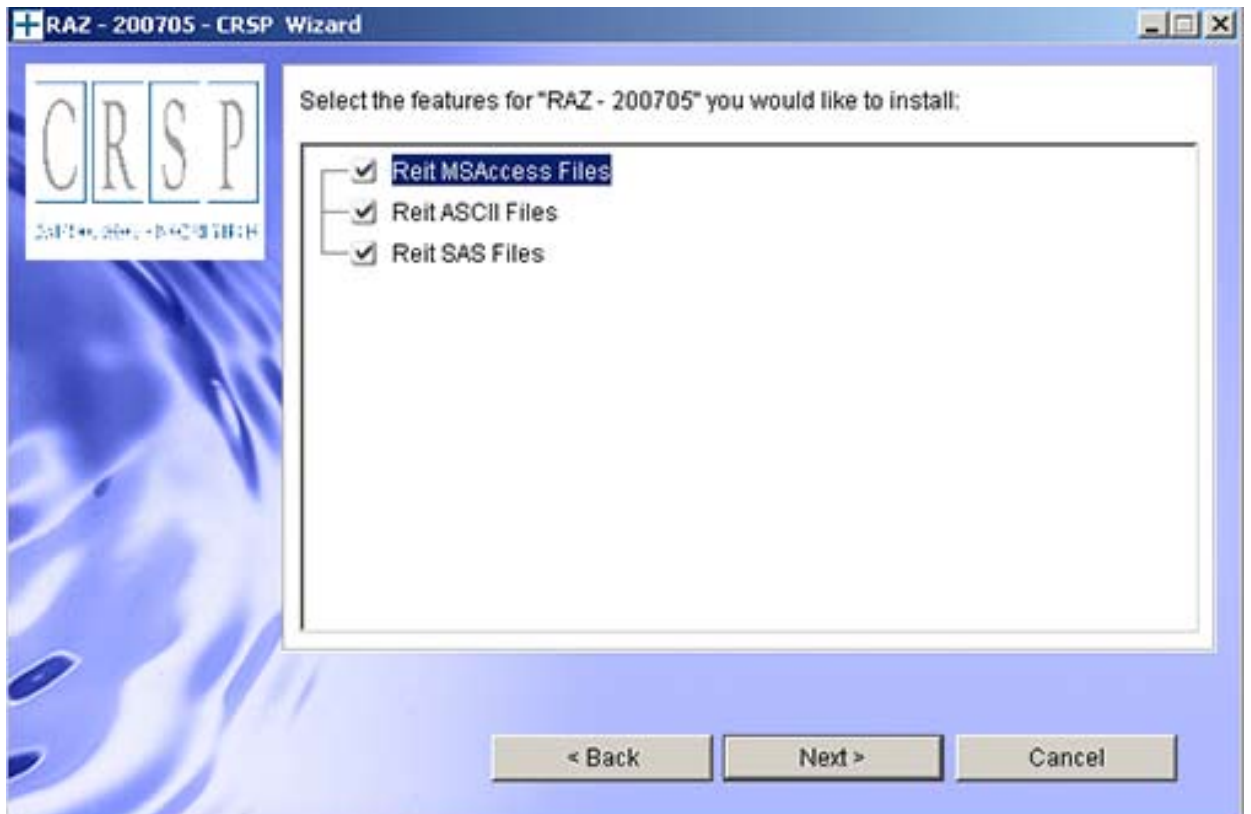 RAZ - 200705 - CRSP Wizard
CRSP
Select the features for "RAZ - 200705" you would like to install:
Reit MSAccess Files
Reit ASCII Files
Reit SAS Files
< Back
Next >
Cancel